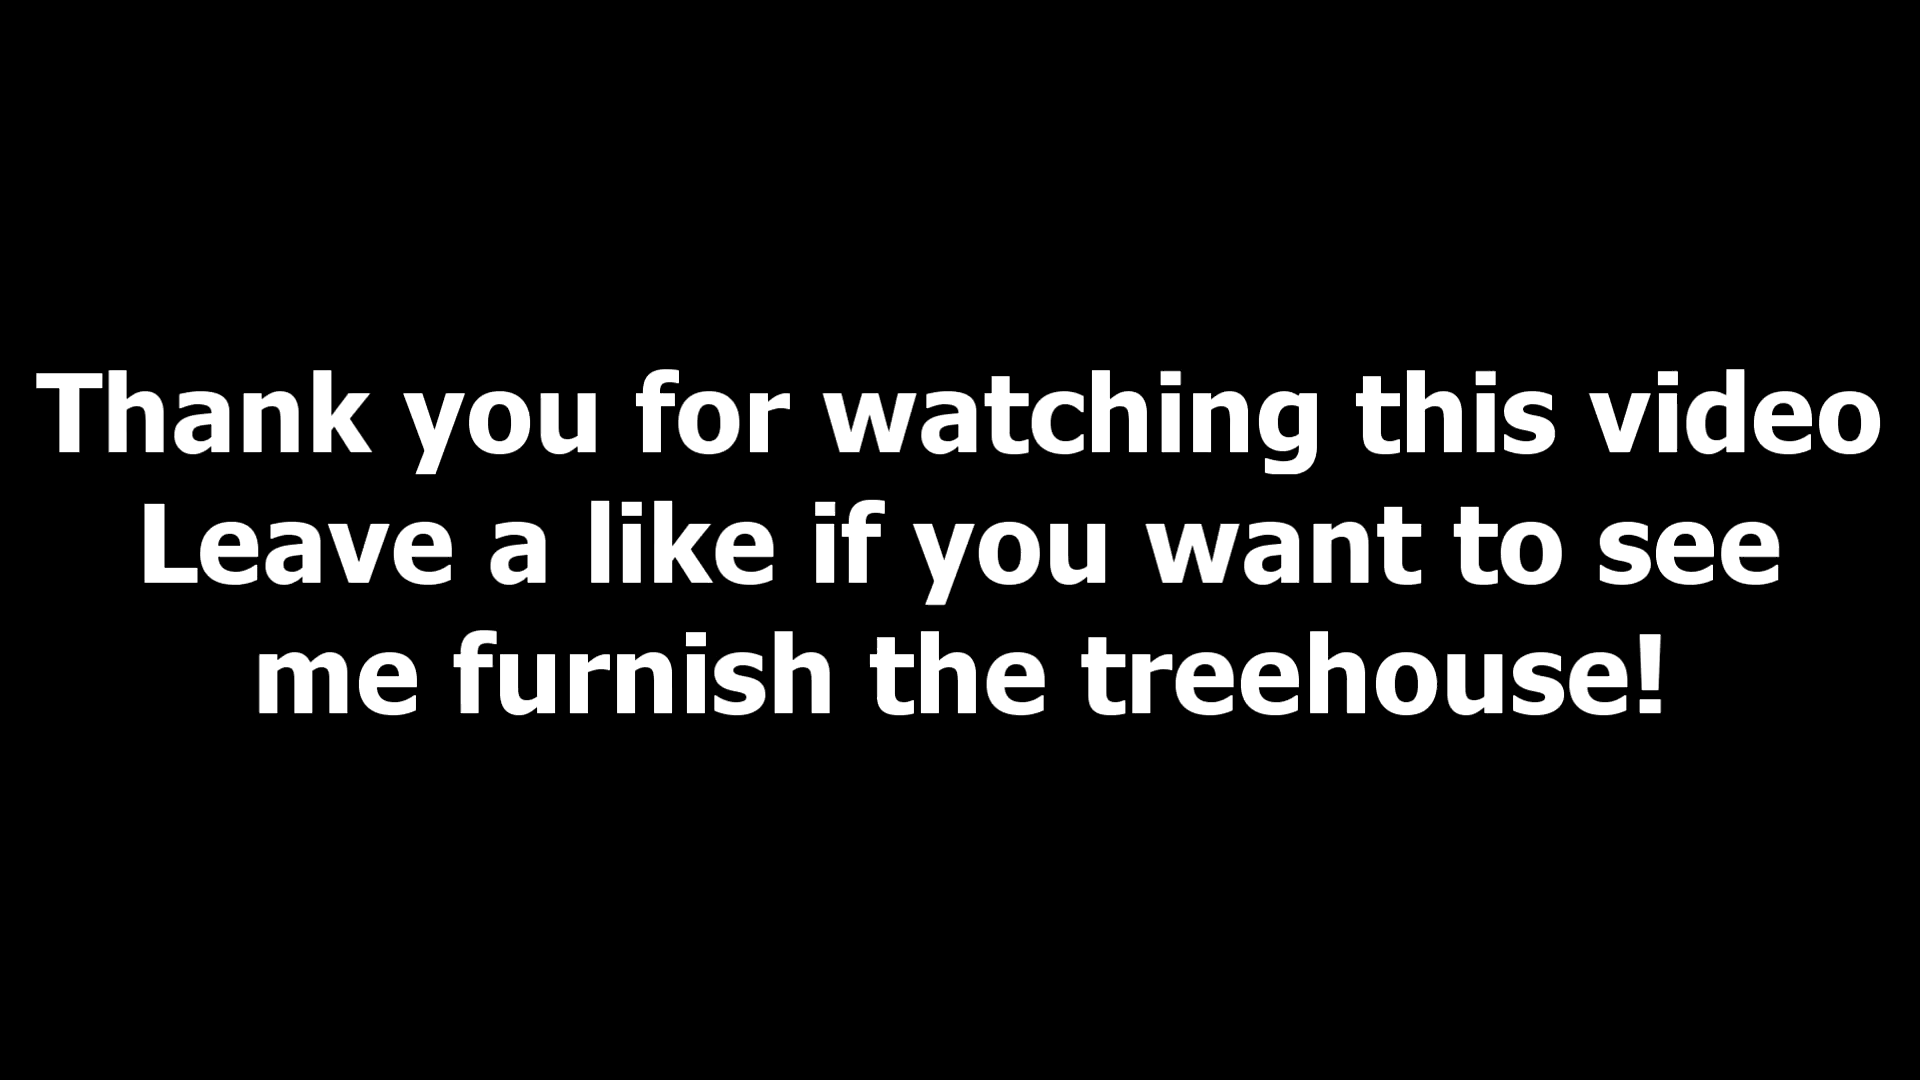 Thank you for watching this video
Leave a like if you want to see
me furnish the treehouse!